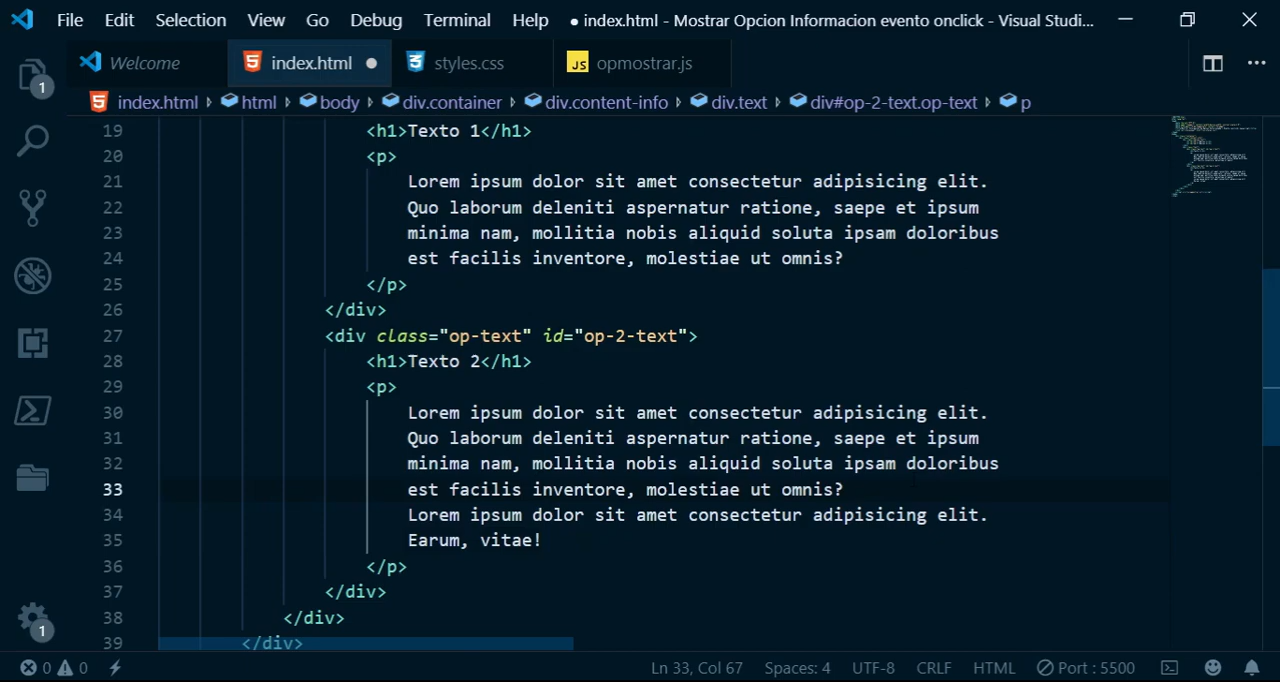 File Edit Selection View Go Debug Terminal Help ● index.html - Mostrar Opcion Informacion evento onclick - Visual Studi...
Welcome index.html styles.css JS opmostrar.js
1
index.html html body div.container div.content-info div.text div#op-2-text.op-text p
19 <h1>Texto 1</h1>
20 <p>
21 Lorem ipsum dolor sit amet consectetur adipisicing elit.
22 Quo laborum deleniti aspernatur ratione, saepe et ipsum
23 minima nam, mollitia nobis aliquid soluta ipsam doloribus
24 est facilis inventore, molestiae ut omnis?
25 </p>
26 </div>
27 <div class="op-text" id="op-2-text">
28 <h1>Texto 2</h1>
29 <p>
30 Lorem ipsum dolor sit amet consectetur adipisicing elit.
31 Quo laborum deleniti aspernatur ratione, saepe et ipsum
32 minima nam, mollitia nobis aliquid soluta ipsam doloribus
33 est facilis inventore, molestiae ut omnis?
34 Lorem ipsum dolor sit amet consectetur adipisicing elit.
35 Earum, vitae!
36 </p>
37 </div>
38 </div>
1
39 </div>
0 0 Ln 33, Col 67 Spaces: 4 UTF-8 CRLF HTML Port : 5500